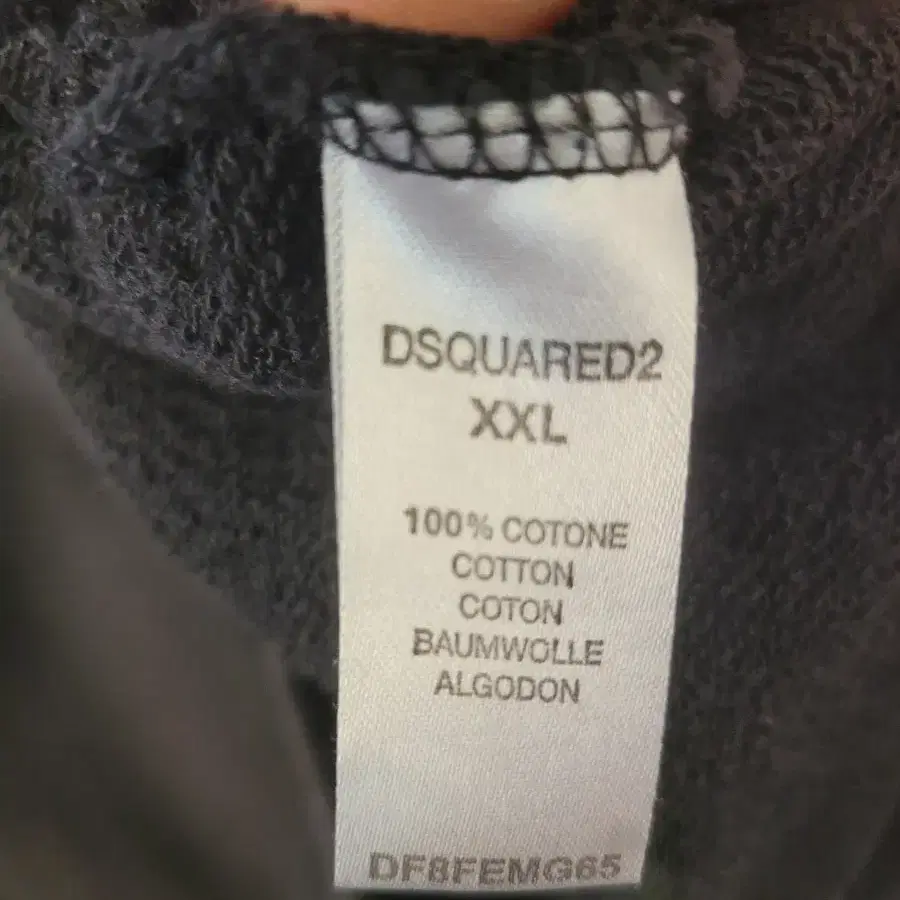 DSQUARED2
XXL
100% COTONE
COTTON
COTON
BAUMWOLLE
ALGODON
DF8FEMG65